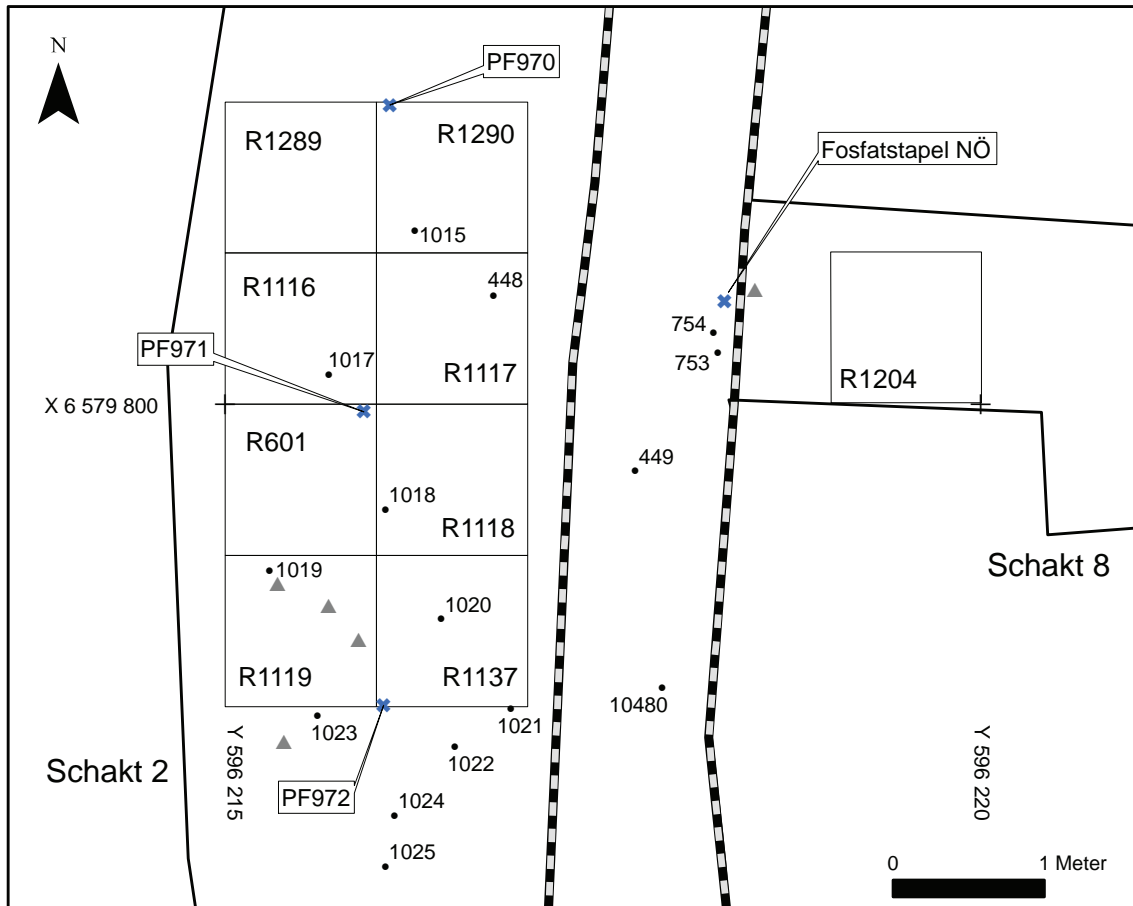 N
PF970
R1289
R1290
Fosfatstapel NÖ
1015
R1116
448
754
PF971
1017
753
R1117
R1204
X 6 579 800
R601
449
1018
R1118
1019
Schakt 8
1020
R1119
R1137
10480
1023
1021
Y 596 215
Y 596 220
1022
Schakt 2
PF972
1024
1025
0 1 Meter